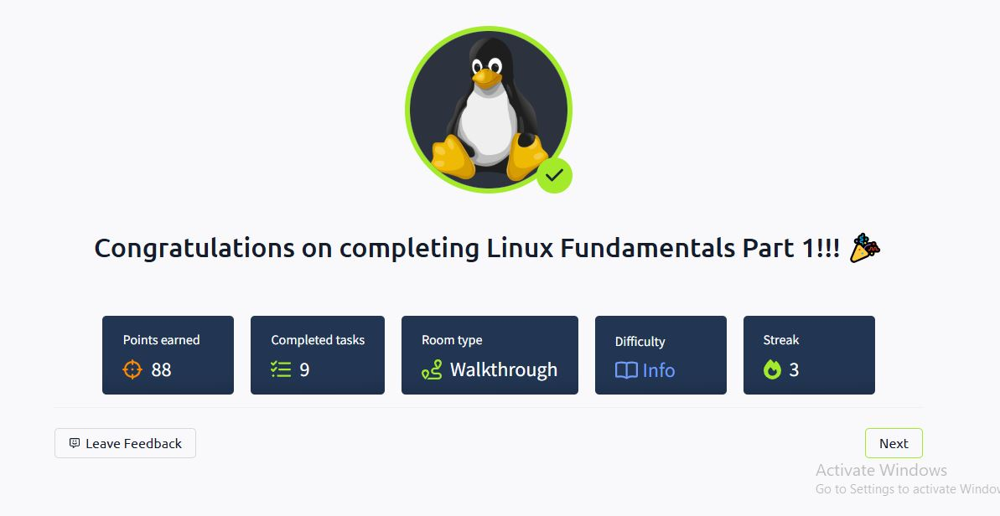 Congratulations on completing Linux Fundamentals Part 1!!!
Points earned
88
Completed tasks
9
Room type
Walkthrough
Difficulty
Info
Streak
3
Leave Feedback
Next
Activate Windows
Go to Settings to activate Window